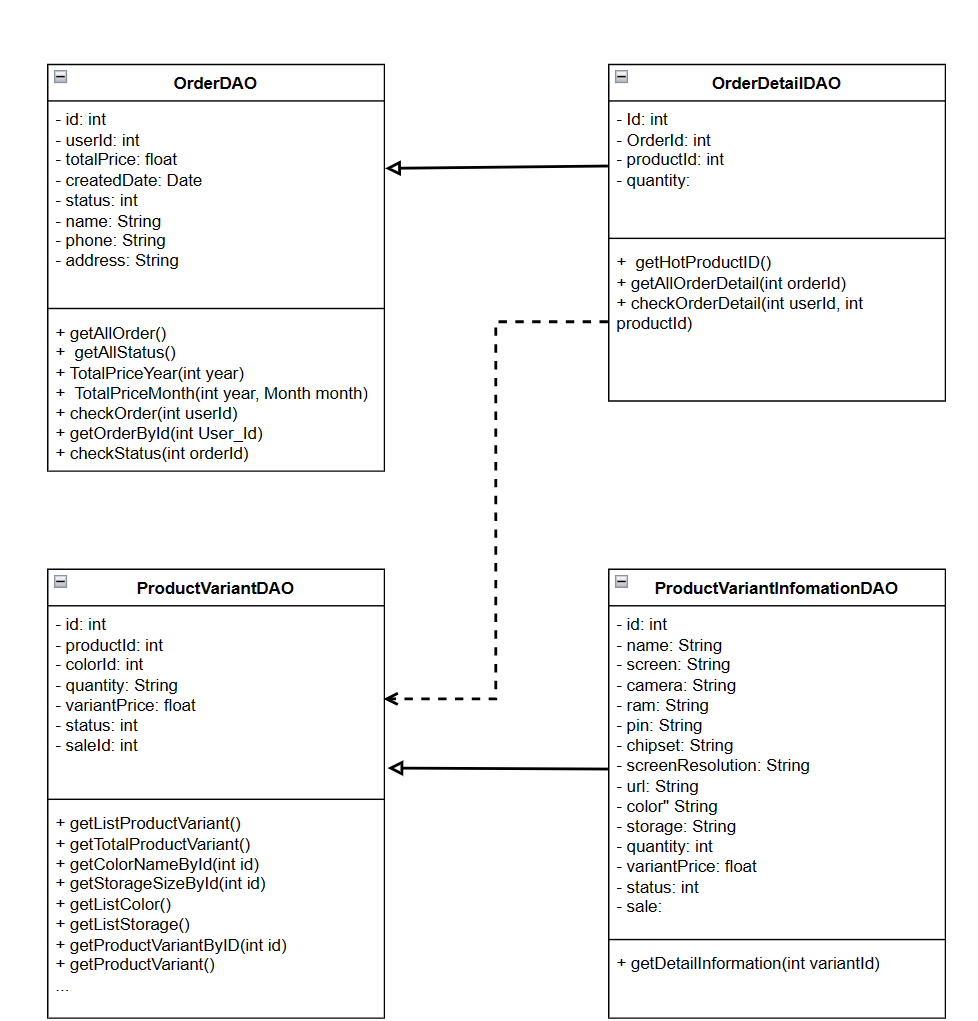 OrderDAO
- id: int
- userId: int
- totalPrice: float
- createdDate: Date
- status: int
- name: String
- phone: String
- address: String
+ getAllOrder()
+  getAllStatus()
+ TotalPriceYear(int year)
+  TotalPriceMonth(int year, Month month)
+ checkOrder(int userId)
+ getOrderById(int User_Id)
+ checkStatus(int orderId)
OrderDetailDAO
- Id: int
- OrderId: int
- productId: int
- quantity:
+  getHotProductID()
+ getAllOrderDetail(int orderId)
+ checkOrderDetail(int userId, int
productId)
ProductVariantDAO
- id: int
- productId: int
- colorId: int
- quantity: String
- variantPrice: float
- status: int
- saleId: int
+ getListProductVariant()
+ getTotalProductVariant()
+ getColorNameById(int id)
+ getStorageSizeById(int id)
+ getListColor()
+ getListStorage()
+ getProductVariantByID(int id)
+ getProductVariant()
...
ProductVariantInfomationDAO
- id: int
- name: String
- screen: String
- camera: String
- ram: String
- pin: String
- chipset: String
- screenResolution: String
- url: String
- color" String
- storage: String
- quantity: int
- variantPrice: float
- status: int
- sale:
+ getDetailInformation(int variantId)